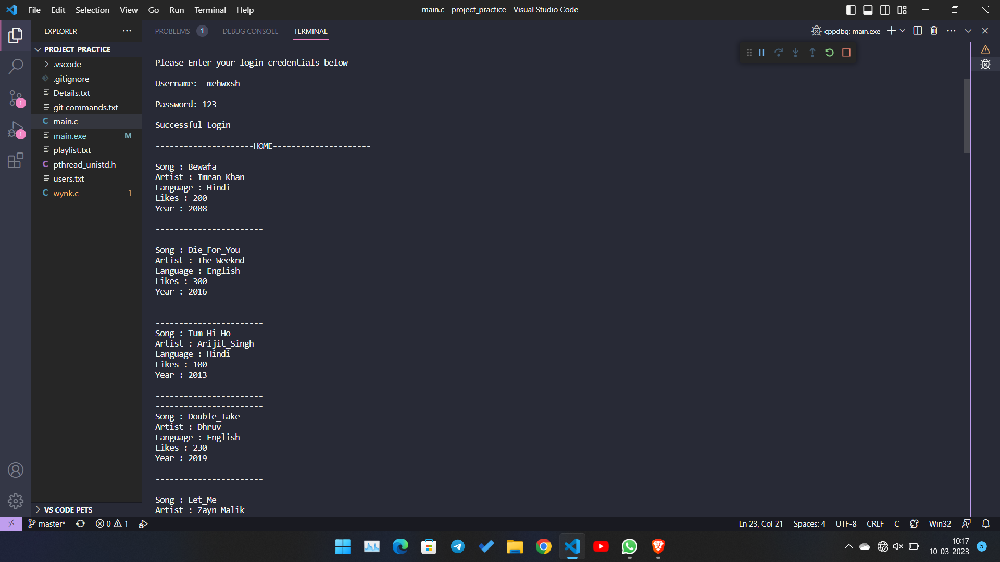 File Edit Selection View Go Run Terminal Help
main.c - project_practice - Visual Studio Code
EXPLORER
PROBLEMS 1 DEBUG CONSOLE TERMINAL
cppdbg: main.exe
PROJECT_PRACTICE
.vscode
.gitignore
Details.txt
git commands.txt
C main.c
main.exe M
playlist.txt
C pthread_unistd.h
users.txt
C wynk.c 1
1
1
VS CODE PETS
Please Enter your login credentials below
Username:  mehwxsh
Password: 123
Successful Login
---------------------HOME---------------------
-----------------------
Song : Bewafa
Artist : Imran_Khan
Language : Hindi
Likes : 200
Year : 2008
-----------------------
-----------------------
Song : Die_For_You
Artist : The_Weeknd
Language : English
Likes : 300
Year : 2016
-----------------------
-----------------------
Song : Tum_Hi_Ho
Artist : Arijit_Singh
Language : Hindi
Likes : 100
Year : 2013
-----------------------
-----------------------
Song : Double_Take
Artist : Dhruv
Language : English
Likes : 230
Year : 2019
-----------------------
-----------------------
Song : Let_Me
Artist : Zayn_Malik
master* 0 1
Ln 23, Col 21 Spaces: 4 UTF-8 CRLF C Win32
10:17
10-03-2023
5